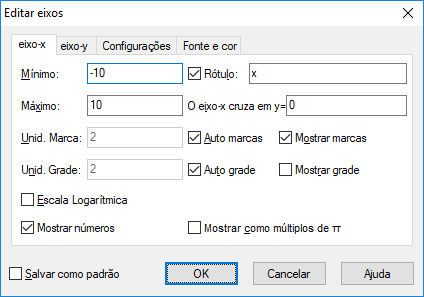 Editar eixos
eixo-x eixo-y Configurações Fonte e cor
Mínimo: -10 Rótulo: x
Máximo: 10 O eixo-x cruza em y= 0
Unid. Marca: 2 Auto marcas Mostrar marcas
Unid. Grade: 2 Auto grade Mostrar grade
Escala Logarítmica
Mostrar números Mostrar como múltiplos de π
Salvar como padrão OK Cancelar Ajuda